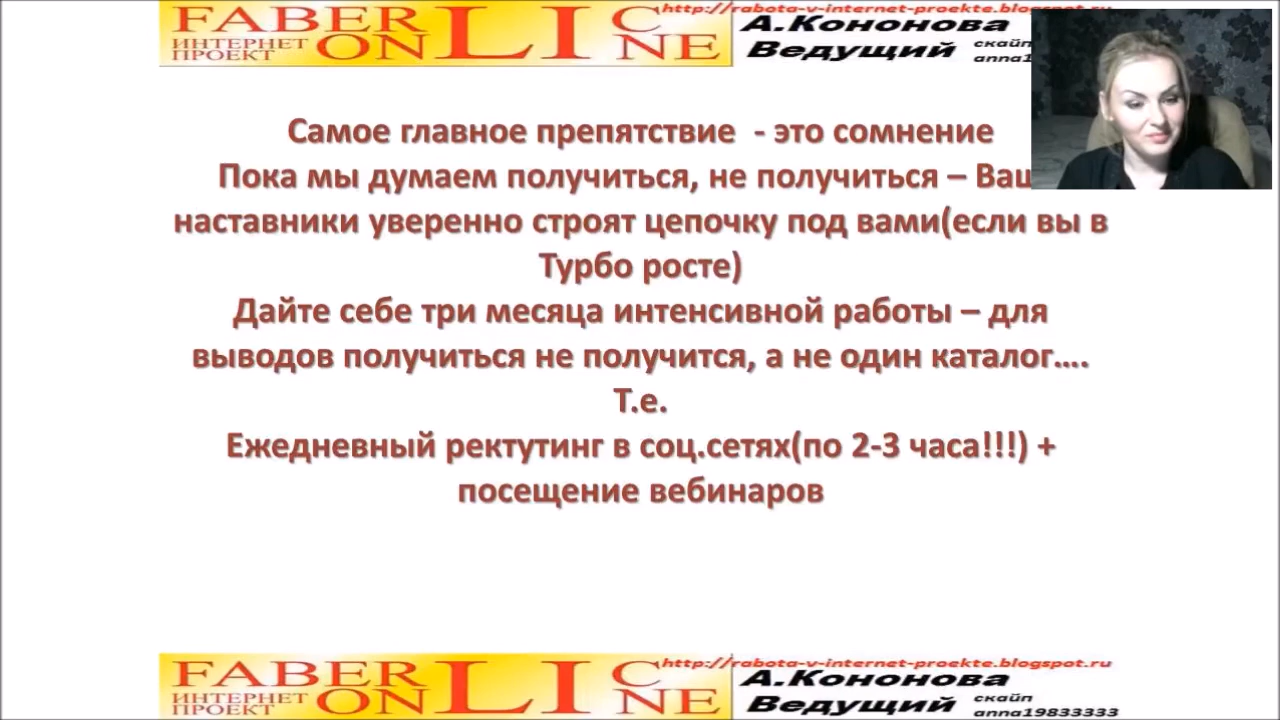 FABERLIC
ИНТЕРНЕТ ПРОЕКТ ONLINE
http://rabota-v-internet-proekte.blogspot.ru
А.Кононова
Ведущий скайп
anna1
Самое главное препятствие - это сомнение
Пока мы думаем получиться, не получиться – Ваш
наставники уверенно строят цепочку под вами(если вы в
Турбо росте)
Дайте себе три месяца интенсивной работы – для
выводов получиться не получится, а не один каталог….
Т.е.
Ежедневный ректутинг в соц.сетях(по 2-3 часа!!!) +
посещение вебинаров
FABERLIC
ИНТЕРНЕТ ПРОЕКТ ONLINE
http://rabota-v-internet-proekte.blogspot.ru
А.Кононова
Ведущий скайп
anna19833333